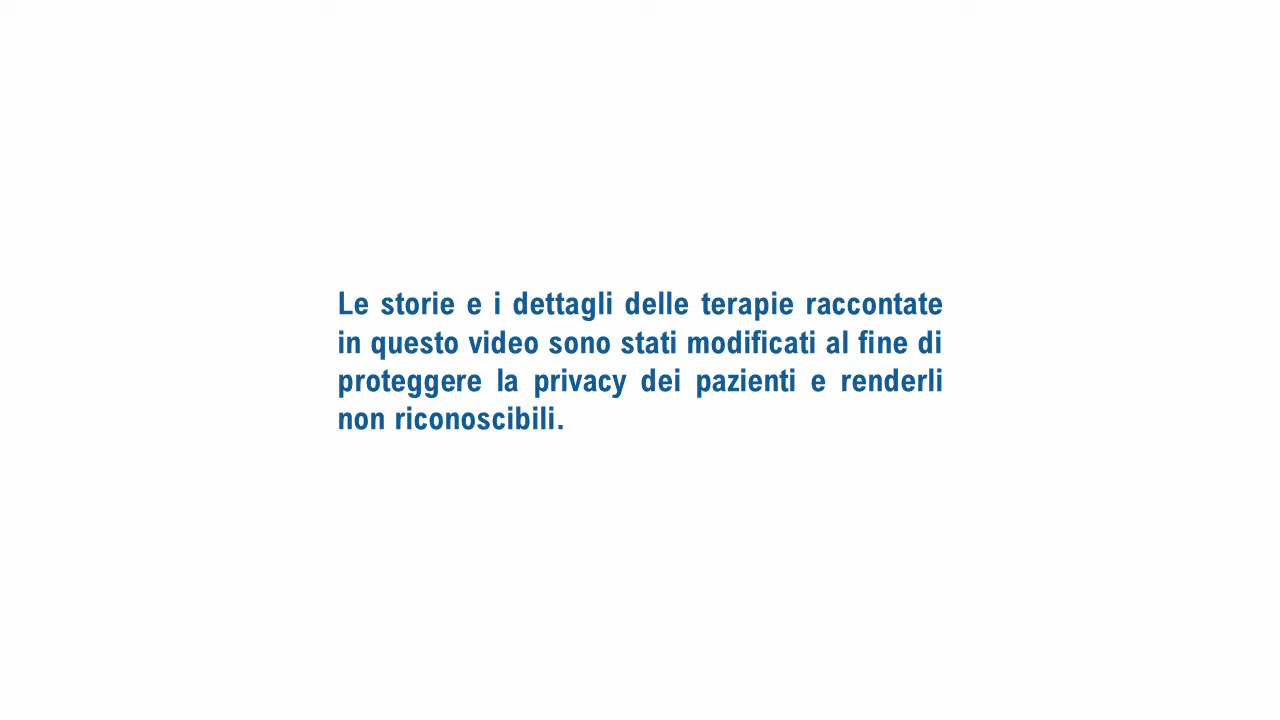 Le storie e i dettagli delle terapie raccontate
in questo video sono stati modificati al fine di
proteggere la privacy dei pazienti e renderli
non riconoscibili.